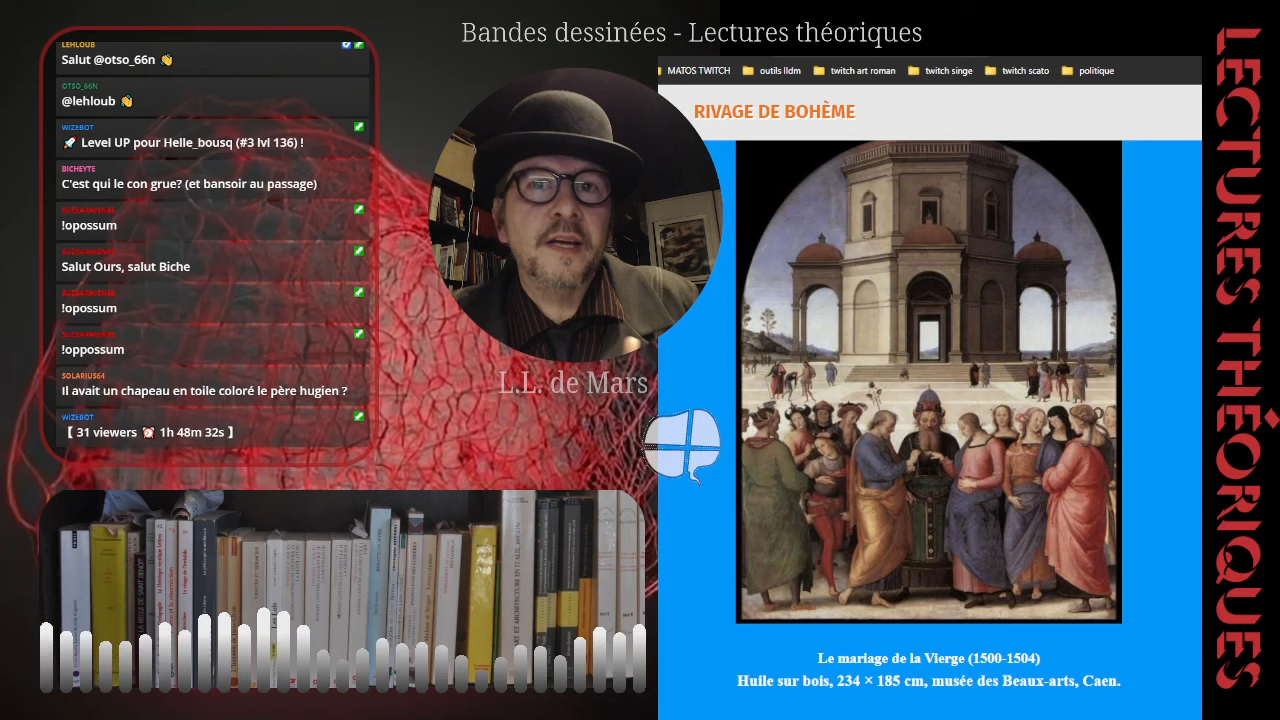 Bandes dessinées - Lectures théoriques
LEHLOUB
Salut @otso_66n 👋
OTSO_66N
@lehloub 👋
WIZEBOT
🚀 Level UP pour Helle_bousq (#3 lvl 136) !
BICHEYTE
C'est qui le con grue? (et bansoir au passage)
!opossum
Salut Ours, salut Biche
!opossum
!oppossum
SOLARIUS64
Il avait un chapeau en toile coloré le père hugien ?
WIZEBOT
【 31 viewers ⏰ 1h 48m 32s 】
L.L. de Mars
MATOS TWITCH
outils lldm
twitch art roman
twitch singe
twitch scato
politique
RIVAGE DE BOHÈME
Le mariage de la Vierge (1500-1504)
Huile sur bois, 234 × 185 cm, musée des Beaux-arts, Caen.
LECTURES THÉORIQUES